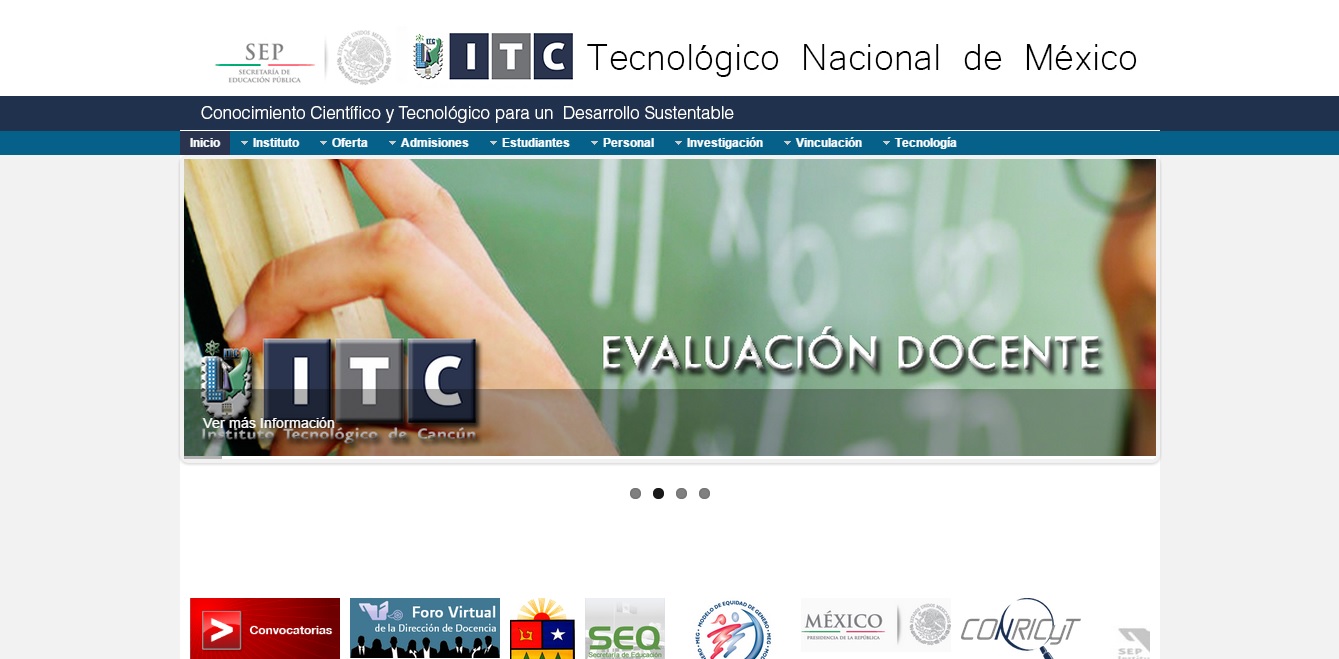 SEP
SECRETARÍA DE
EDUCACIÓN PÚBLICA
ESTADOS UNIDOS MEXICANOS
ITC Tecnológico Nacional de México
Conocimiento Científico y Tecnológico para un Desarrollo Sustentable
Inicio Instituto Oferta Admisiones Estudiantes Personal Investigación Vinculación Tecnología
EVALUACIÓN DOCENTE
ITC
Ver más Información
Instituto Tecnológico de Cancún
Convocatorias
Foro Virtual
de la Dirección de Docencia
SEQ
Secretaría de Educación
MODELO DE EQUIDAD DE GÉNERO
MEG
MÉXICO
PRESIDENCIA DE LA REPÚBLICA
CONRICYT
SEP